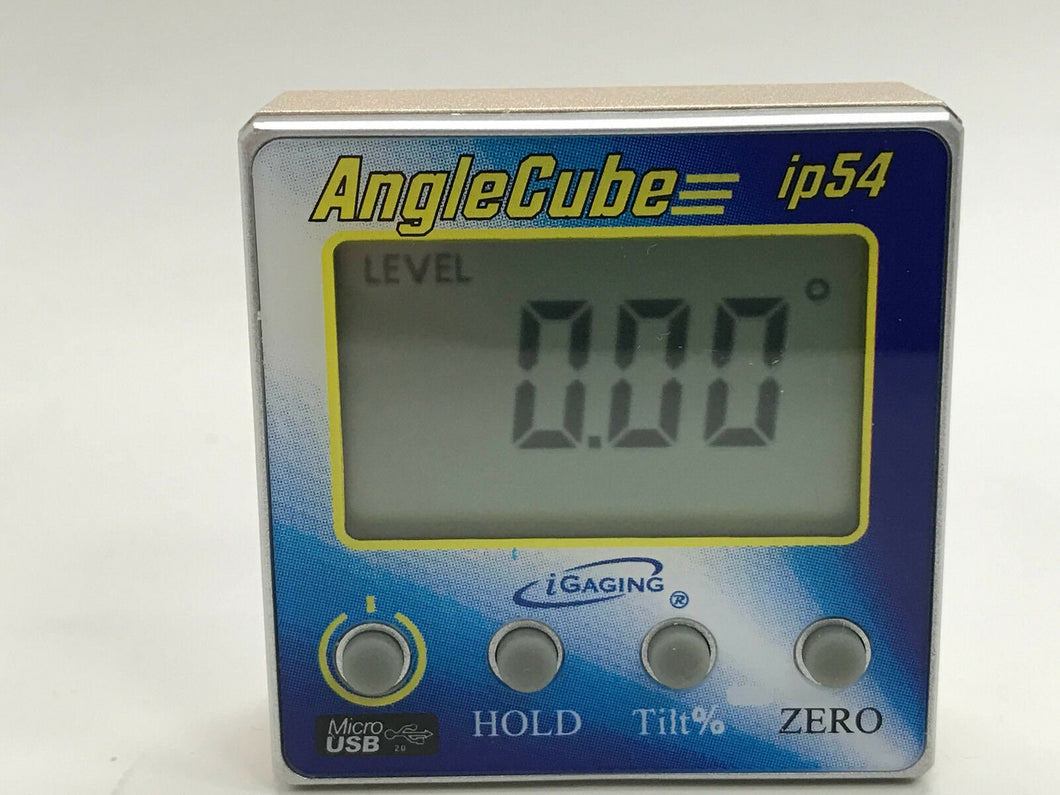 AngleCube ip54
LEVEL
0.00°
iGAGING®
Micro USB 2.0
HOLD
Tilt%
ZERO